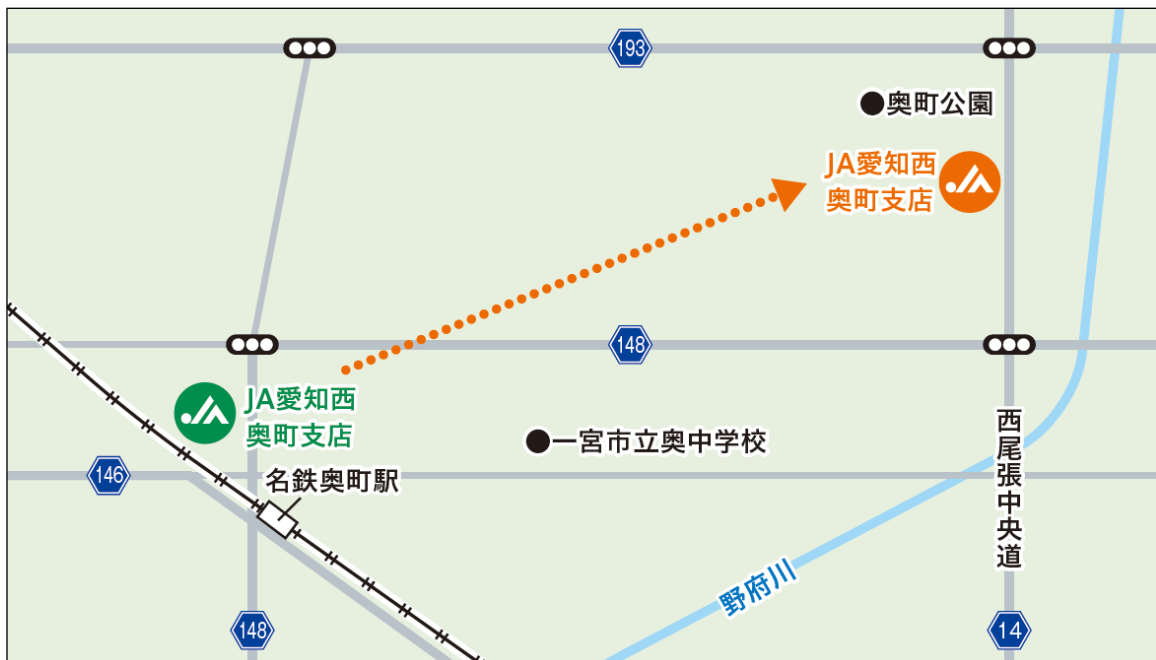 193
奥町公園
JA愛知西
奥町支店
148
JA愛知西
奥町支店
一宮市立奥中学校
西尾張中央道
146
名鉄奥町駅
野府川
148
14